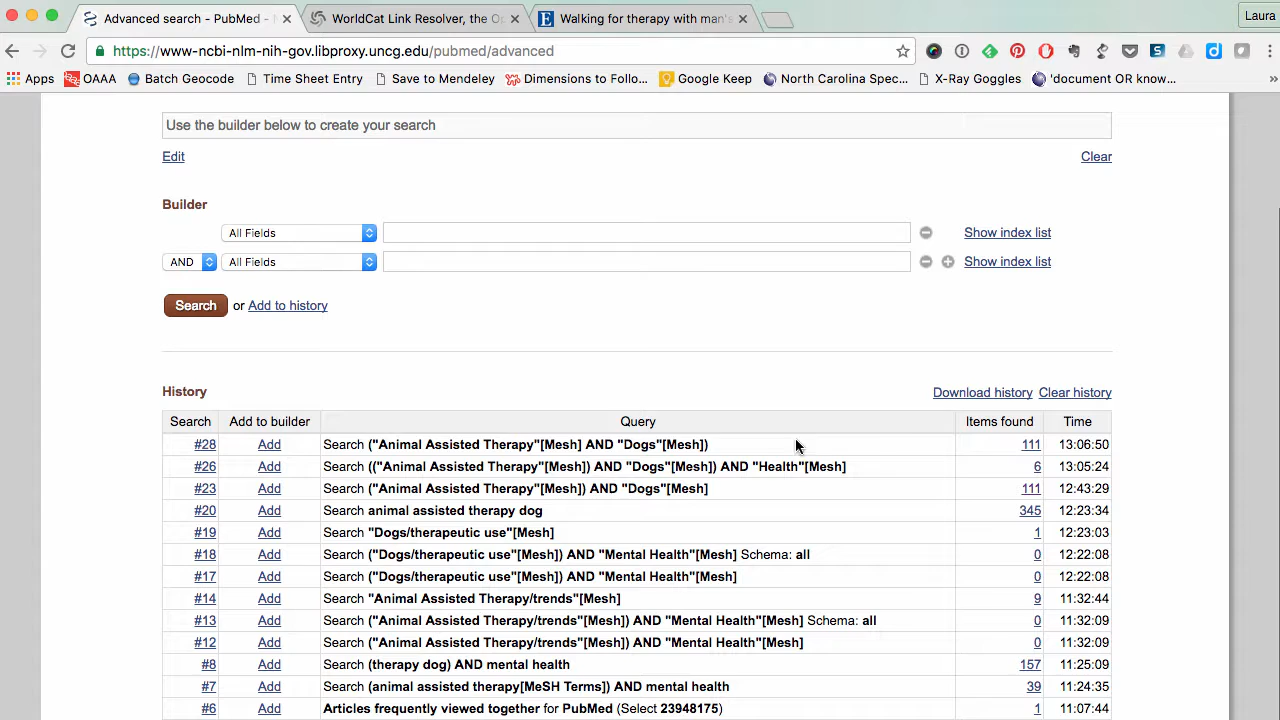 Advanced search - PubMed -
WorldCat Link Resolver, the O
Walking for therapy with man's
Laura
https://www-ncbi-nlm-nih-gov.libproxy.uncg.edu/pubmed/advanced
Apps OAAA Batch Geocode Time Sheet Entry Save to Mendeley Dimensions to Follo... Google Keep North Carolina Spec... X-Ray Goggles 'document OR know... »
Use the builder below to create your search
Edit Clear
Builder
All Fields Show index list
AND All Fields Show index list
Search or Add to history
History Download history Clear history
Search Add to builder Query Items found Time
#28 Add Search ("Animal Assisted Therapy"[Mesh] AND "Dogs"[Mesh]) 111 13:06:50
#26 Add Search (("Animal Assisted Therapy"[Mesh]) AND "Dogs"[Mesh]) AND "Health"[Mesh] 6 13:05:24
#23 Add Search ("Animal Assisted Therapy"[Mesh]) AND "Dogs"[Mesh] 111 12:43:29
#20 Add Search animal assisted therapy dog 345 12:23:34
#19 Add Search "Dogs/therapeutic use"[Mesh] 1 12:23:03
#18 Add Search ("Dogs/therapeutic use"[Mesh]) AND "Mental Health"[Mesh] Schema: all 0 12:22:08
#17 Add Search ("Dogs/therapeutic use"[Mesh]) AND "Mental Health"[Mesh] 0 12:22:08
#14 Add Search "Animal Assisted Therapy/trends"[Mesh] 9 11:32:44
#13 Add Search ("Animal Assisted Therapy/trends"[Mesh]) AND "Mental Health"[Mesh] Schema: all 0 11:32:09
#12 Add Search ("Animal Assisted Therapy/trends"[Mesh]) AND "Mental Health"[Mesh] 0 11:32:09
#8 Add Search (therapy dog) AND mental health 157 11:25:09
#7 Add Search (animal assisted therapy[MeSH Terms]) AND mental health 39 11:24:35
#6 Add Articles frequently viewed together for PubMed (Select 23948175) 1 11:07:44